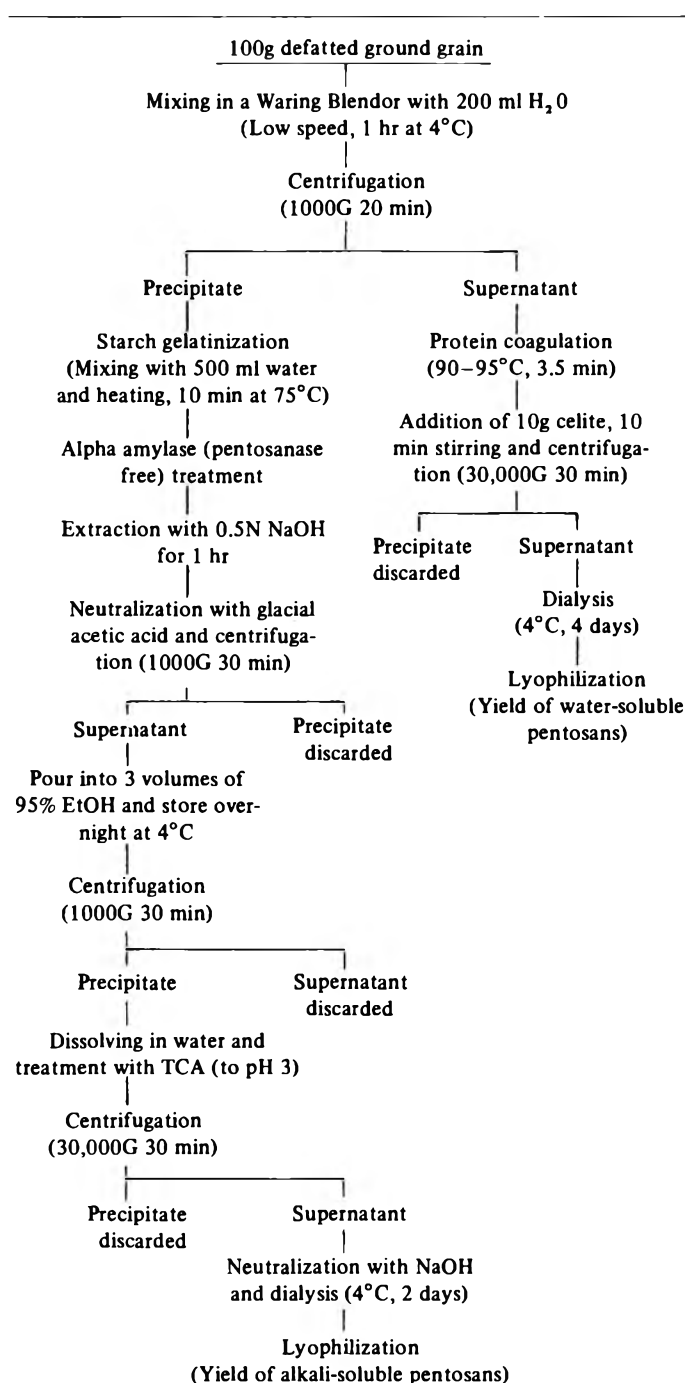 100g defatted ground grain
Mixing in a Waring Blendor with 200 ml H₂0
(Low speed, 1 hr at 4°C)
Centrifugation
(1000G 20 min)
Precipitate
Starch gelatinization
(Mixing with 500 ml water
and heating, 10 min at 75°C)
Alpha amylase (pentosanase
free) treatment
Extraction with 0.5N NaOH
for 1 hr
Neutralization with glacial
acetic acid and centrifuga-
tion (1000G 30 min)
Supernatant
Protein coagulation
(90–95°C, 3.5 min)
Addition of 10g celite, 10
min stirring and centrifuga-
tion (30,000G 30 min)
Precipitate
discarded
Supernatant
Dialysis
(4°C, 4 days)
Lyophilization
(Yield of water-soluble
pentosans)
Supernatant
Precipitate
discarded
Pour into 3 volumes of
95% EtOH and store over-
night at 4°C
Centrifugation
(1000G 30 min)
Precipitate
Supernatant
discarded
Dissolving in water and
treatment with TCA (to pH 3)
Centrifugation
(30,000G 30 min)
Precipitate
discarded
Supernatant
Neutralization with NaOH
and dialysis (4°C, 2 days)
Lyophilization
(Yield of alkali-soluble pentosans)